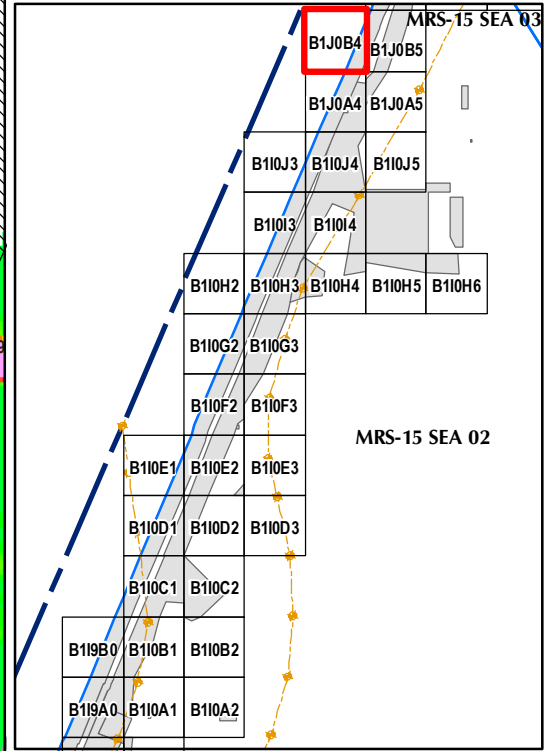 MRS-15 SEA 03
B1J0B4 B1J0B5
B1J0A4 B1J0A5
B1I0J3 B1I0J4 B1I0J5
B1I0I3 B1I0I4
B1I0H2 B1I0H3 B1I0H4 B1I0H5 B1I0H6
B1I0G2 B1I0G3
B1I0F2 B1I0F3
MRS-15 SEA 02
B1I0E1 B1I0E2 B1I0E3
B1I0D1 B1I0D2 B1I0D3
B1I0C1 B1I0C2
B1I9B0 B1I0B1 B1I0B2
B1I9A0 B1I0A1 B1I0A2